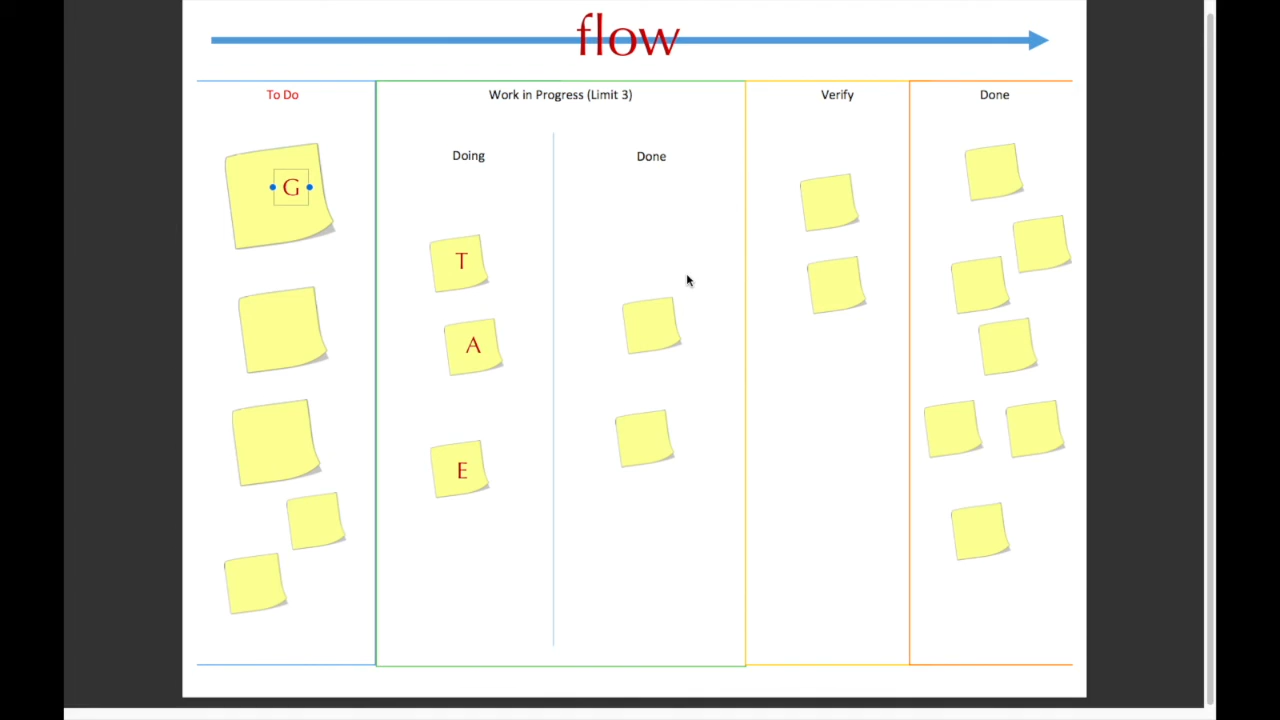 flow
To Do
Work in Progress (Limit 3)
Verify
Done
Doing
Done
G
T
A
E